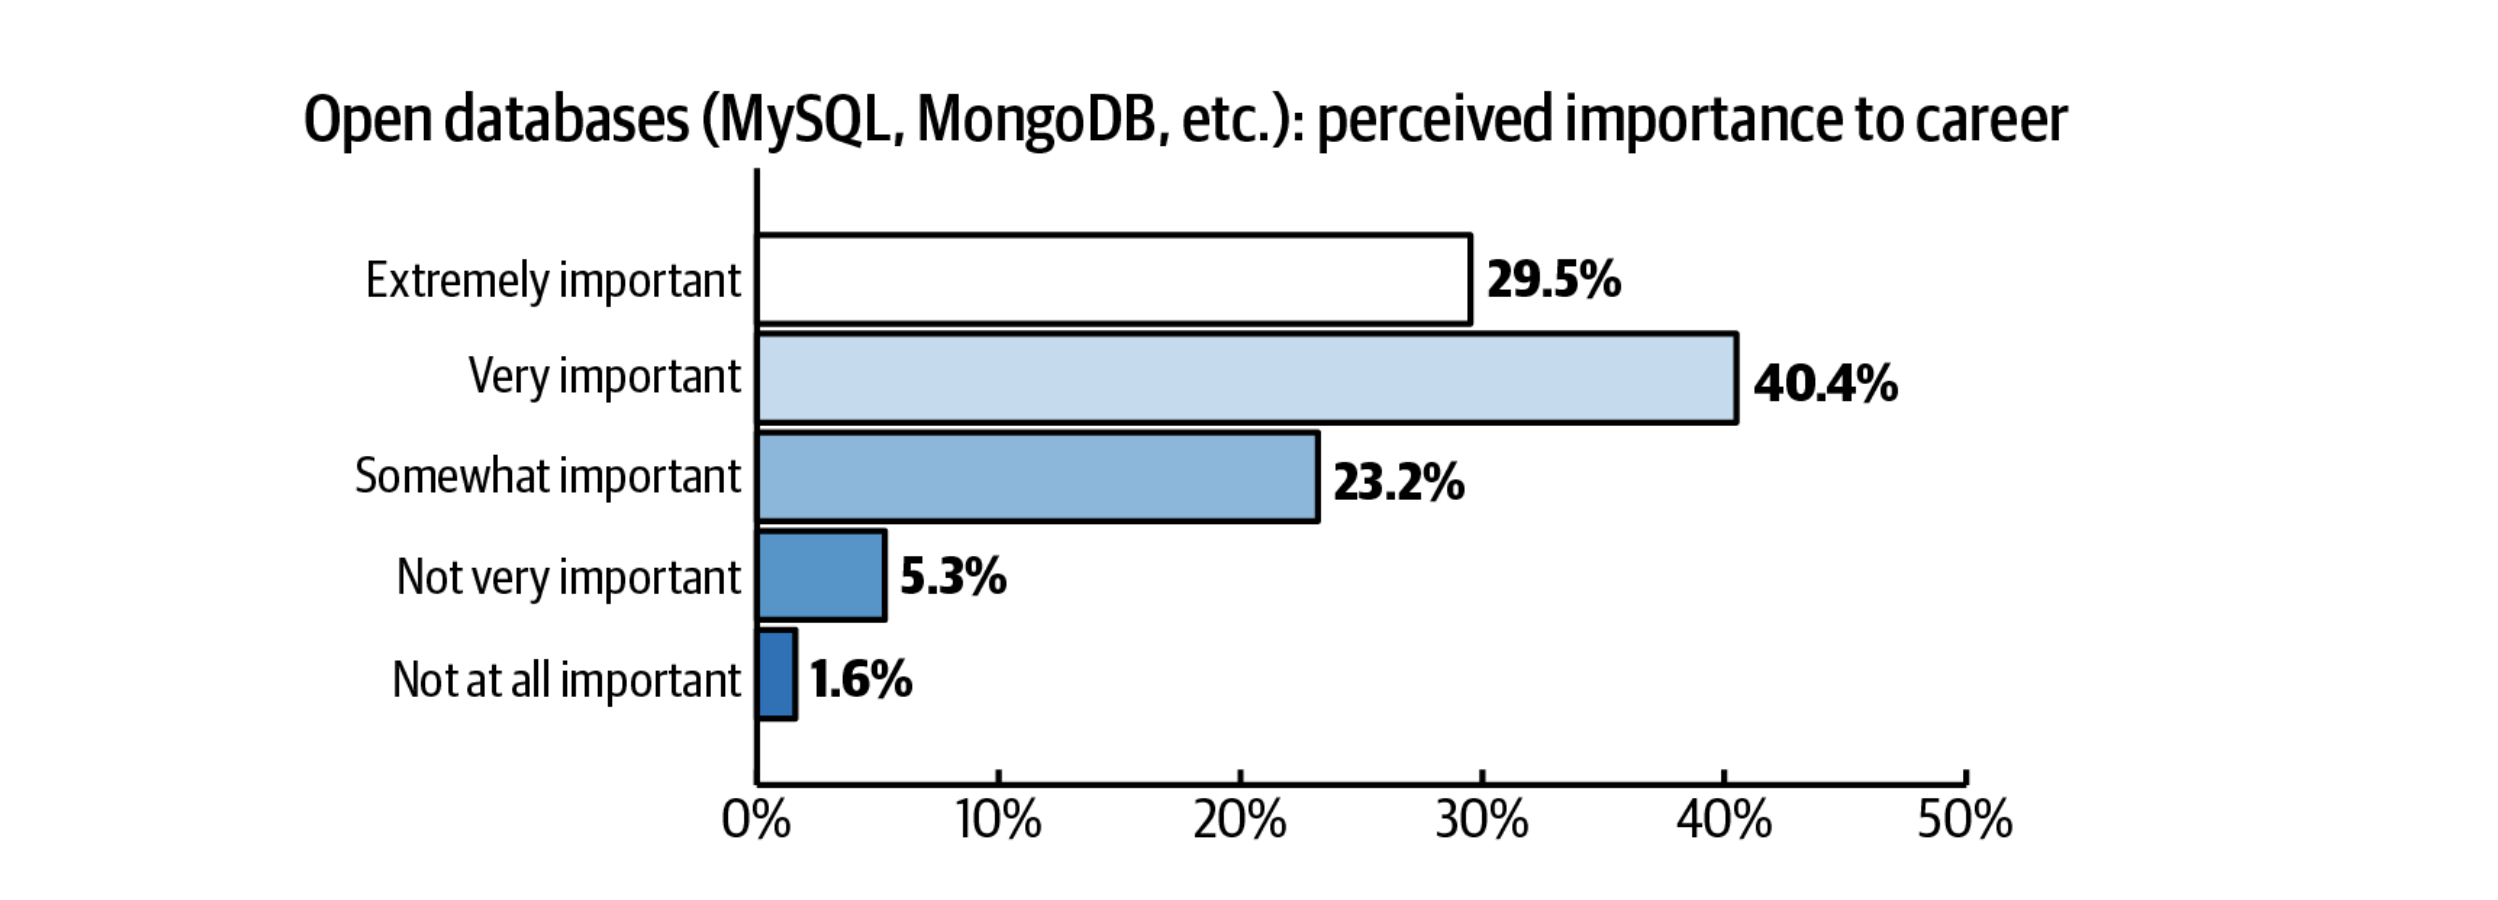 Open databases (MySQL, MongoDB, etc.): perceived importance to career
Extremely important 29.5%
Very important 40.4%
Somewhat important 23.2%
Not very important 5.3%
Not at all important 1.6%
0% 10% 20% 30% 40% 50%